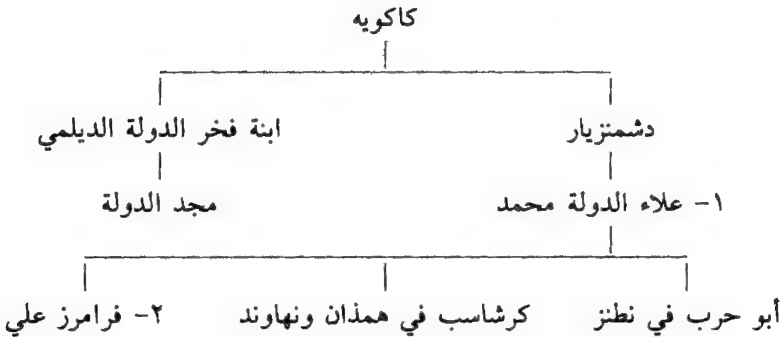 كاكويه
دشمنزيار ابنة فخر الدولة الديلمي
١- علاء الدولة محمد مجد الدولة
أبو حرب في نطنز كرشاسب في همذان ونهاوند ٢- فرامرز علي